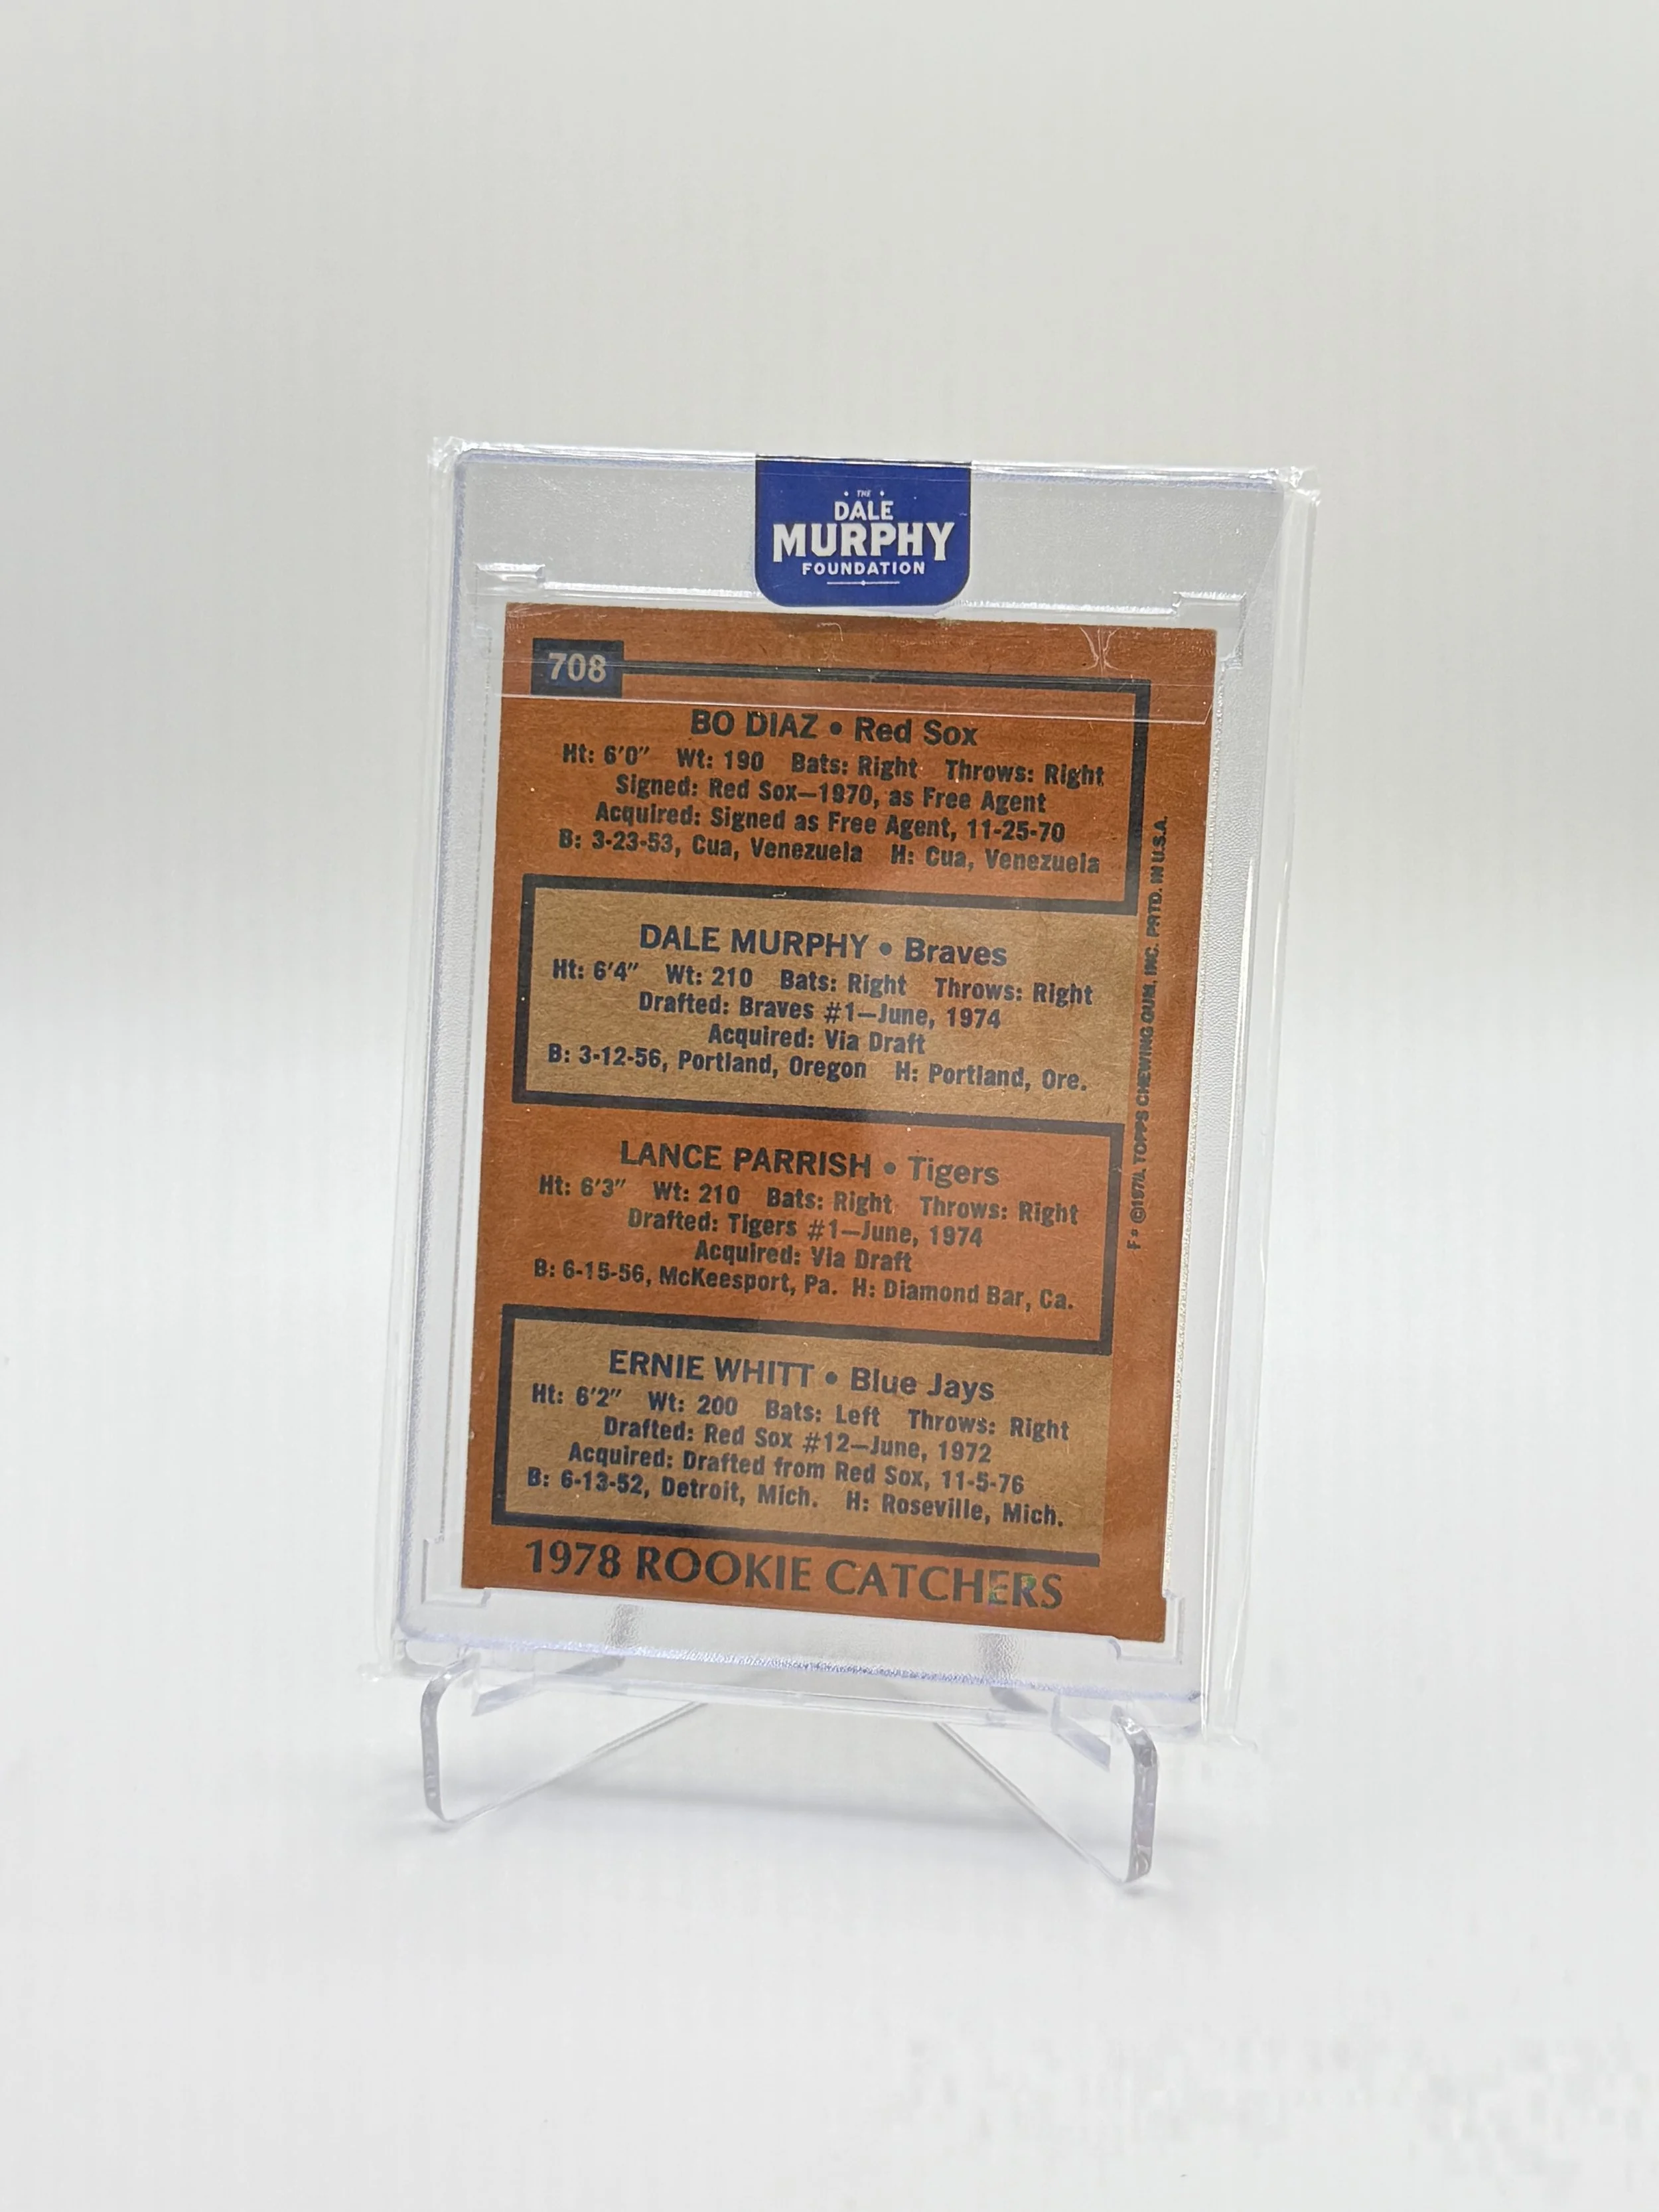 THE
DALE
MURPHY
FOUNDATION
708
BO DIAZ • Red Sox
Ht: 6'0" Wt: 190 Bats: Right Throws: Right
Signed: Red Sox—1970, as Free Agent
Acquired: Signed as Free Agent, 11-25-70
B: 3-23-53, Cua, Venezuela H: Cua, Venezuela
DALE MURPHY • Braves
Ht: 6'4" Wt: 210 Bats: Right Throws: Right
Drafted: Braves #1—June, 1974
Acquired: Via Draft
B: 3-12-56, Portland, Oregon H: Portland, Ore.
LANCE PARRISH • Tigers
Ht: 6'3" Wt: 210 Bats: Right Throws: Right
Drafted: Tigers #1—June, 1974
Acquired: Via Draft
B: 6-15-56, McKeesport, Pa. H: Diamond Bar, Ca.
ERNIE WHITT • Blue Jays
Ht: 6'2" Wt: 200 Bats: Left Throws: Right
Drafted: Red Sox #12—June, 1972
Acquired: Drafted from Red Sox, 11-5-76
B: 6-13-52, Detroit, Mich. H: Roseville, Mich.
1978 ROOKIE CATCHERS
TOPPS CHEWING GUM, INC. PRTD. IN U.S.A.